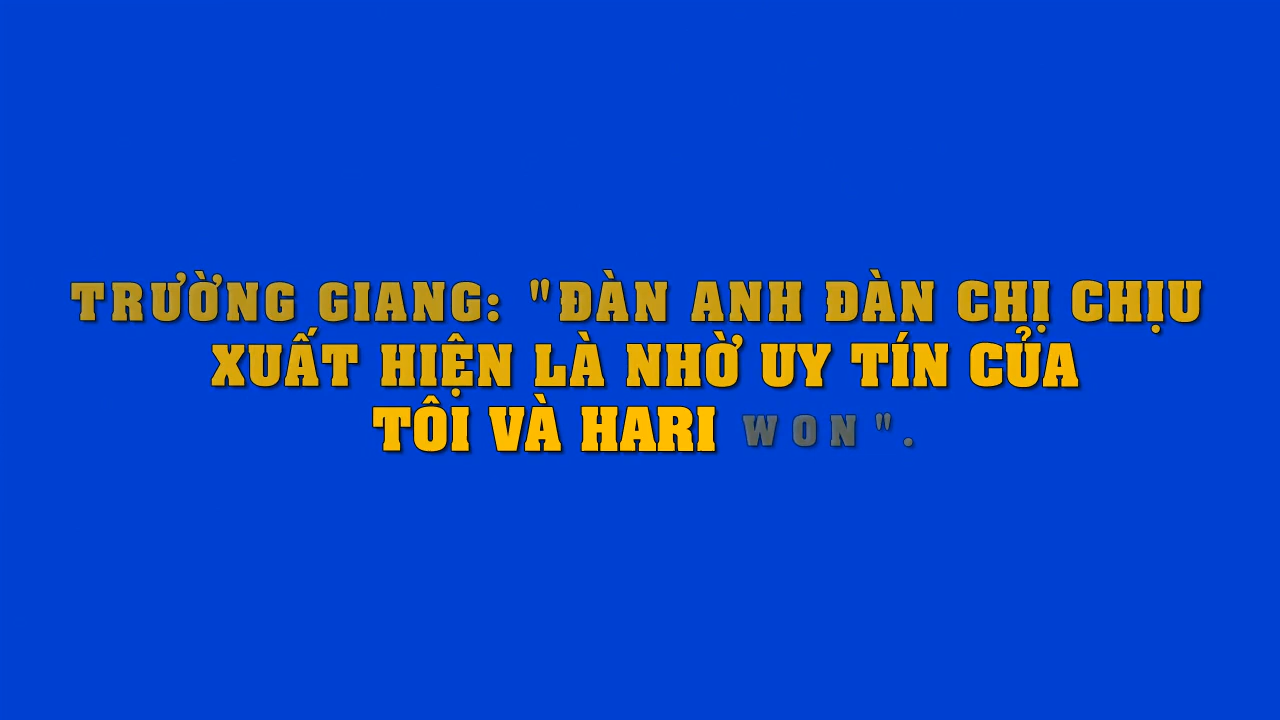 TRƯỜNG GIANG: "ĐÀN ANH ĐÀN CHỊ CHỊU
XUẤT HIỆN LÀ NHỜ UY TÍN CỦA
TÔI VÀ HARI WON".